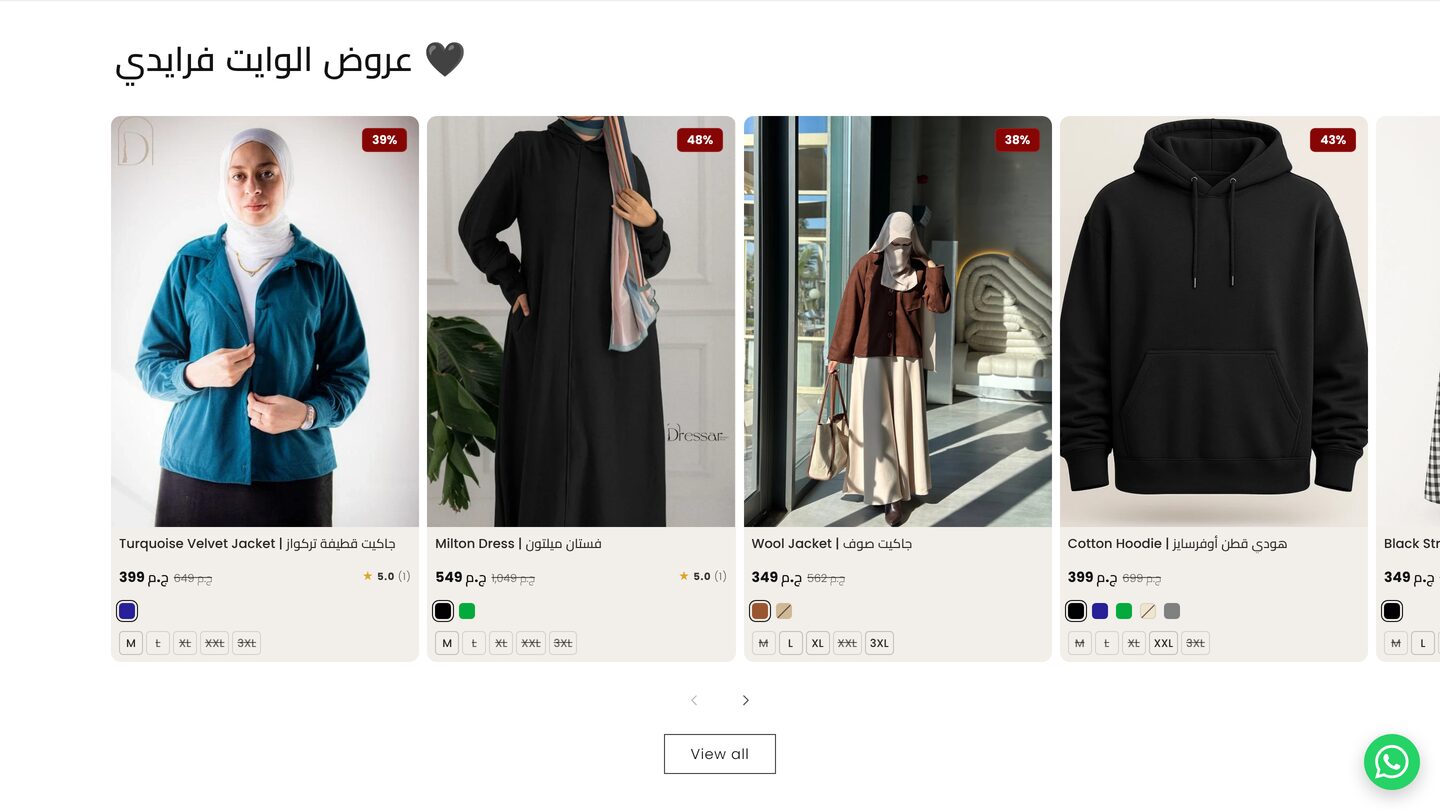 عروض الوايت فرايدي 🖤
39%
48%
Dressar
38%
43%
Turquoise Velvet Jacket | جاكيت قطيفة تركواز
399 ج.م 649 ج.م
★ 5.0 (1)
M L XL XXL 3XL
Milton Dress | فستان ميلتون
549 ج.م 1,049 ج.م
★ 5.0 (1)
M L XL XXL 3XL
Wool Jacket | جاكيت صوف
349 ج.م 562 ج.م
M L XL XXL 3XL
Cotton Hoodie | هودي قطن أوفرسايز
399 ج.م 699 ج.م
M L XL XXL 3XL
Black Str
349 ج.م
M L
View all